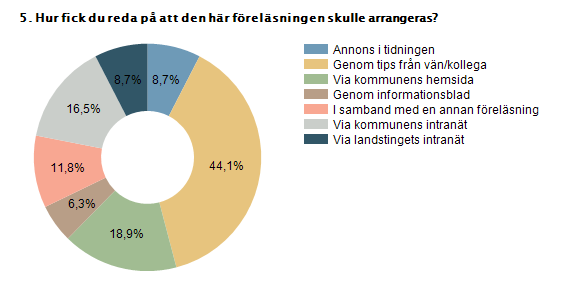 5. Hur fick du reda på att den här föreläsningen skulle arrangeras?
Annons i tidningen
Genom tips från vän/kollega
Via kommunens hemsida
Genom informationsblad
I samband med en annan föreläsning
Via kommunens intranät
Via landstingets intranät
8,7%
8,7%
16,5%
44,1%
11,8%
6,3%
18,9%